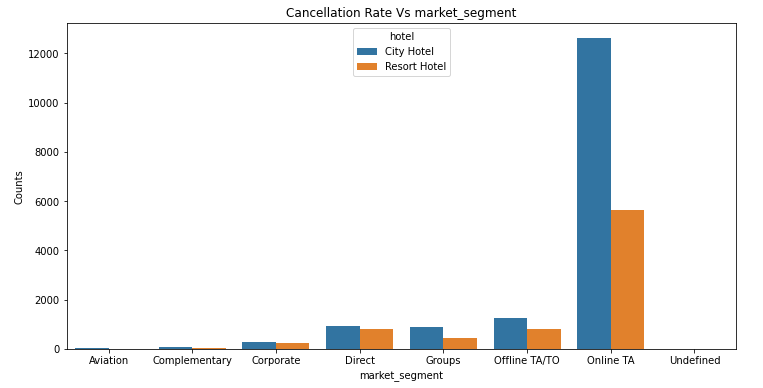 Cancellation Rate Vs market_segment
hotel
City Hotel
Resort Hotel
Counts
12000
10000
8000
6000
4000
2000
0
Aviation Complementary Corporate Direct Groups Offline TA/TO Online TA Undefined
market_segment